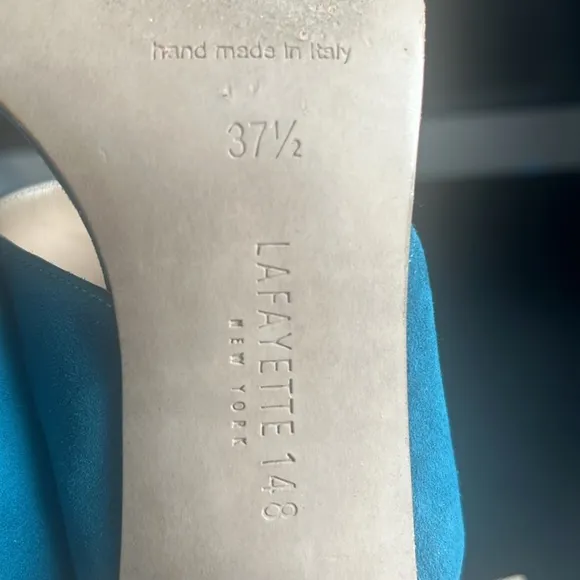 hand made in Italy
37½
LAFAYETTE 148
NEW YORK